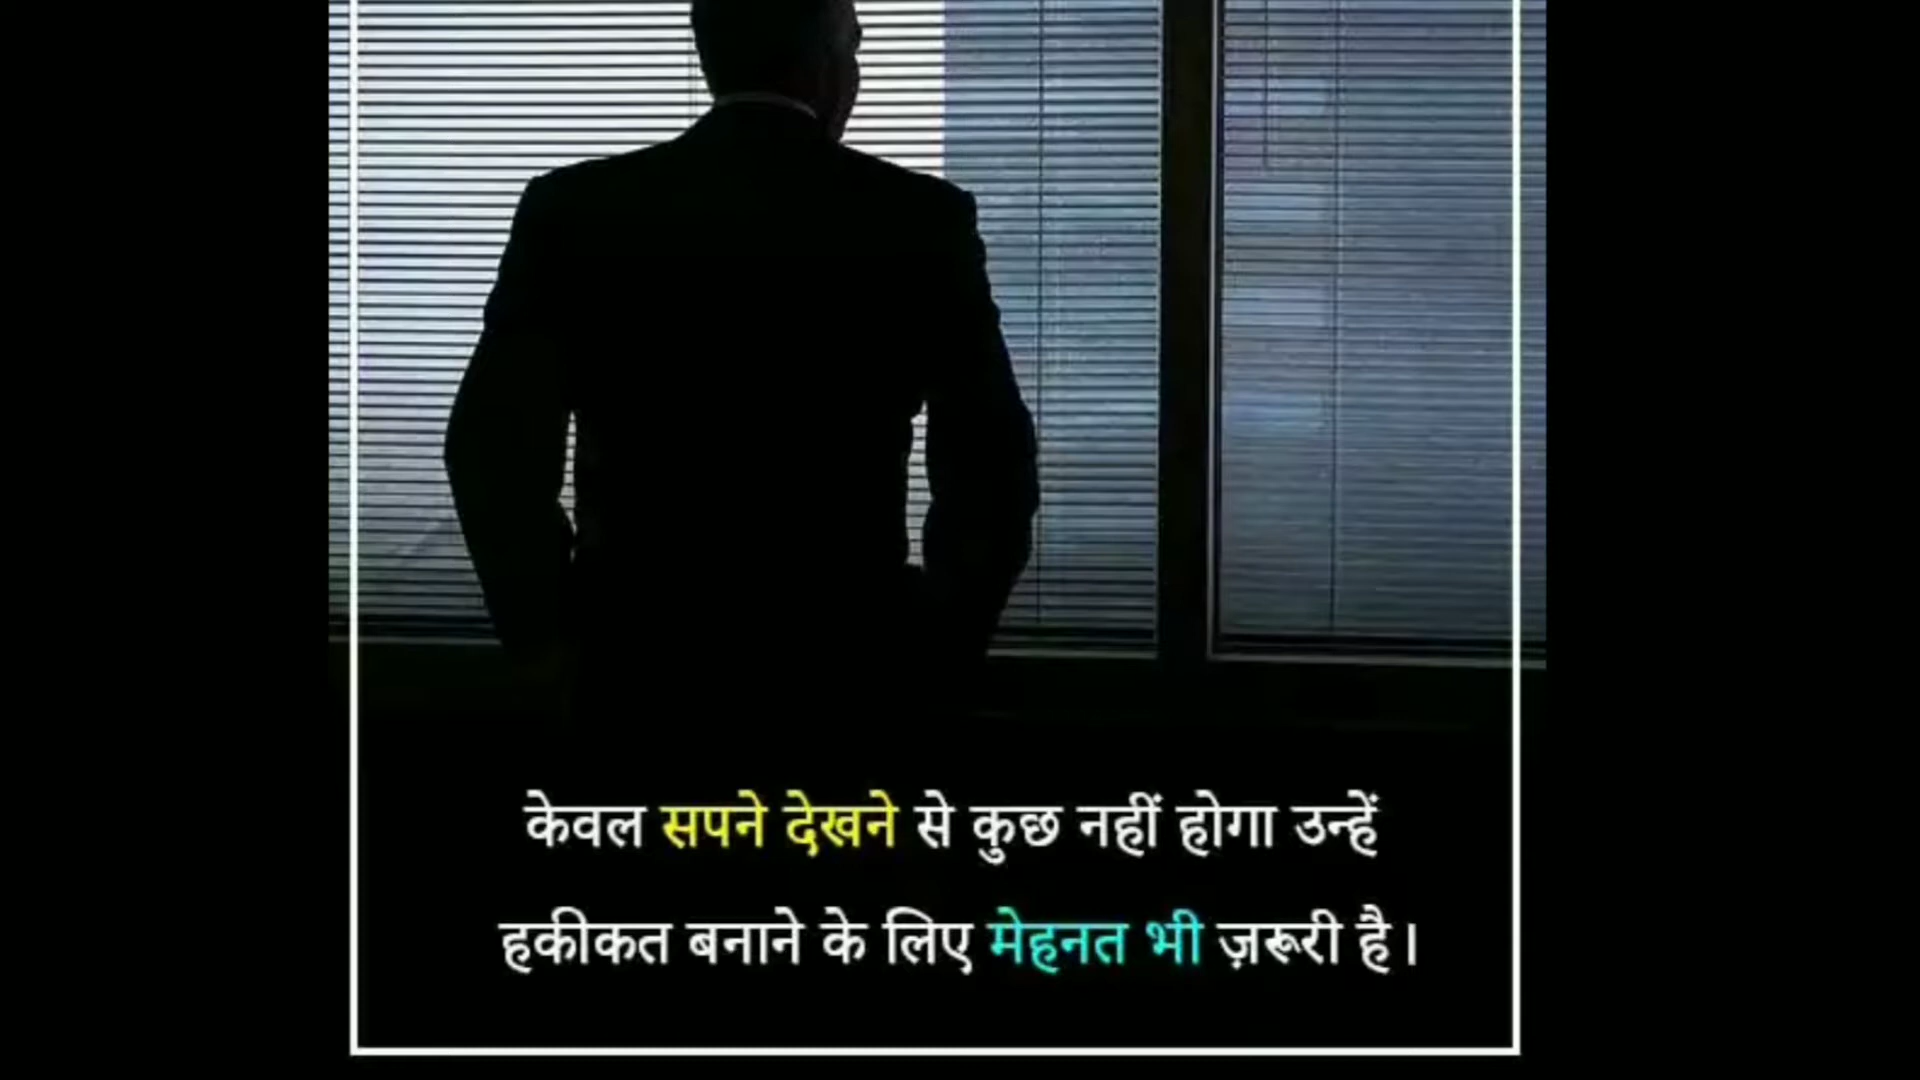 केवल सपने देखने से कुछ नहीं होगा उन्हें
हकीकत बनाने के लिए मेहनत भी ज़रूरी है।